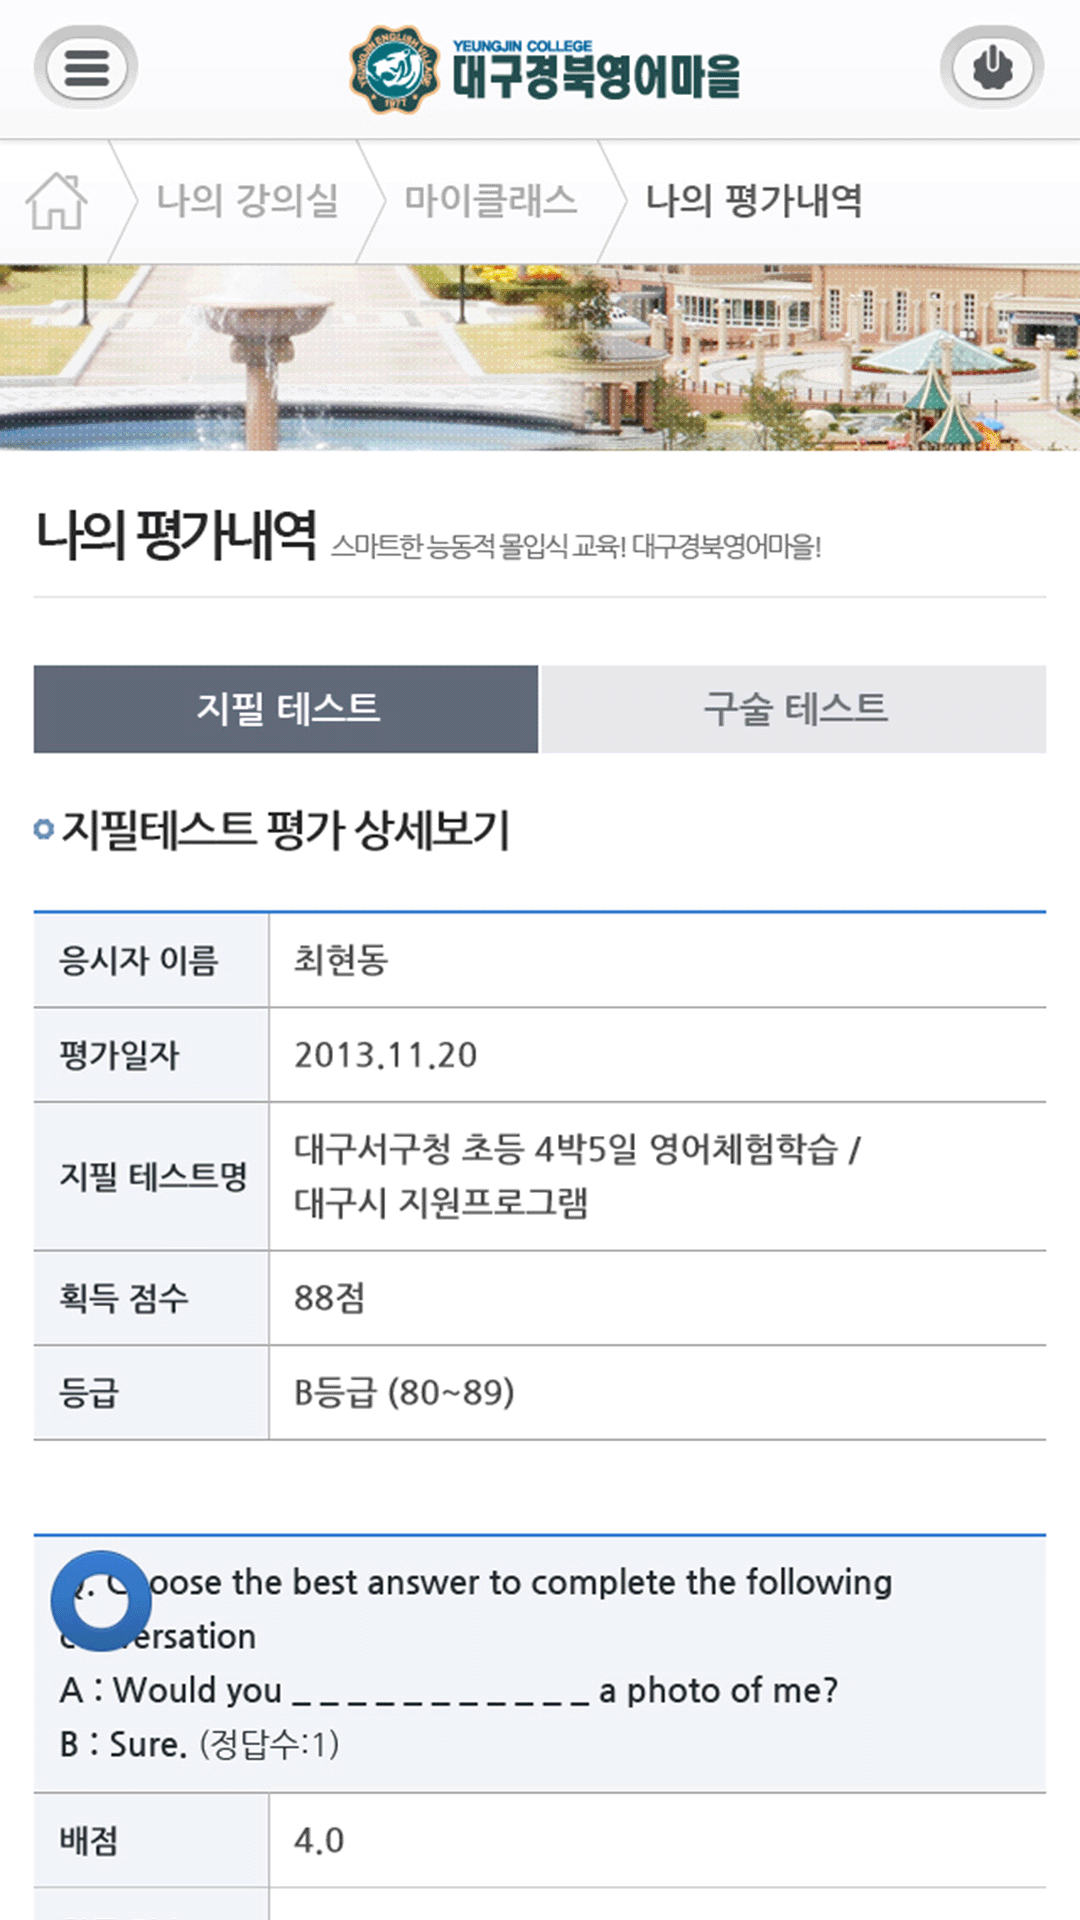 YEUNGJIN ENGLISH VILLAGE
1977
YEUNGJIN COLLEGE
대구경북영어마을
나의 강의실
마이클래스
나의 평가내역
나의 평가내역 스마트한 능동적 몰입식 교육! 대구경북영어마을!
지필 테스트
구술 테스트
지필테스트 평가 상세보기
응시자 이름 최현동
평가일자 2013.11.20
지필 테스트명 대구서구청 초등 4박5일 영어체험학습 /
대구시 지원프로그램
획득 점수 88점
등급 B등급 (80~89)
Q. Choose the best answer to complete the following
conversation
A : Would you _ _ _ _ _ _ _ _ _ _ _ a photo of me?
B : Sure. (정답수:1)
배점 4.0